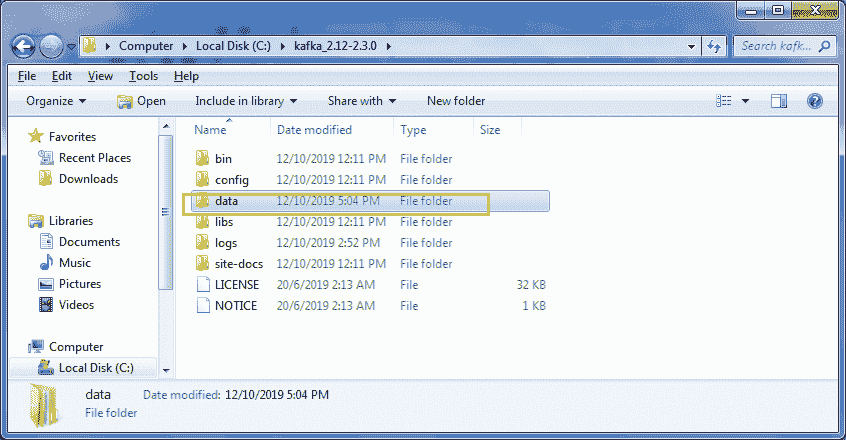 Computer Local Disk (C:) kafka_2.12-2.3.0 Search kafk...
File Edit View Tools Help
Organize Open Include in library Share with New folder
Favorites
Recent Places
Downloads
Libraries
Documents
Music
Pictures
Videos
Computer
Local Disk (C:)
Name Date modified Type Size
bin 12/10/2019 12:11 PM File folder
config 12/10/2019 12:11 PM File folder
data 12/10/2019 5:04 PM File folder
libs 12/10/2019 12:11 PM File folder
logs 12/10/2019 2:52 PM File folder
site-docs 12/10/2019 12:11 PM File folder
LICENSE 20/6/2019 2:13 AM File 32 KB
NOTICE 20/6/2019 2:13 AM File 1 KB
data Date modified: 12/10/2019 5:04 PM
File folder